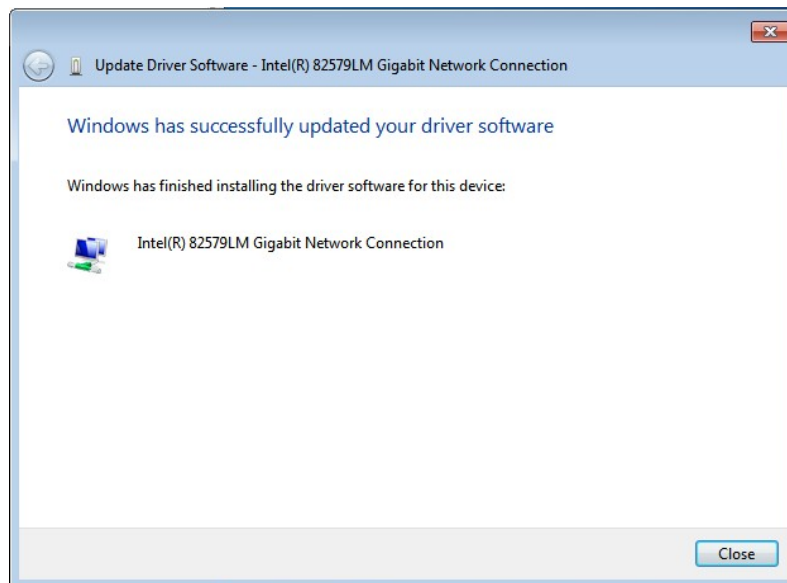 Update Driver Software - Intel(R) 82579LM Gigabit Network Connection
Windows has successfully updated your driver software
Windows has finished installing the driver software for this device:
Intel(R) 82579LM Gigabit Network Connection
Close